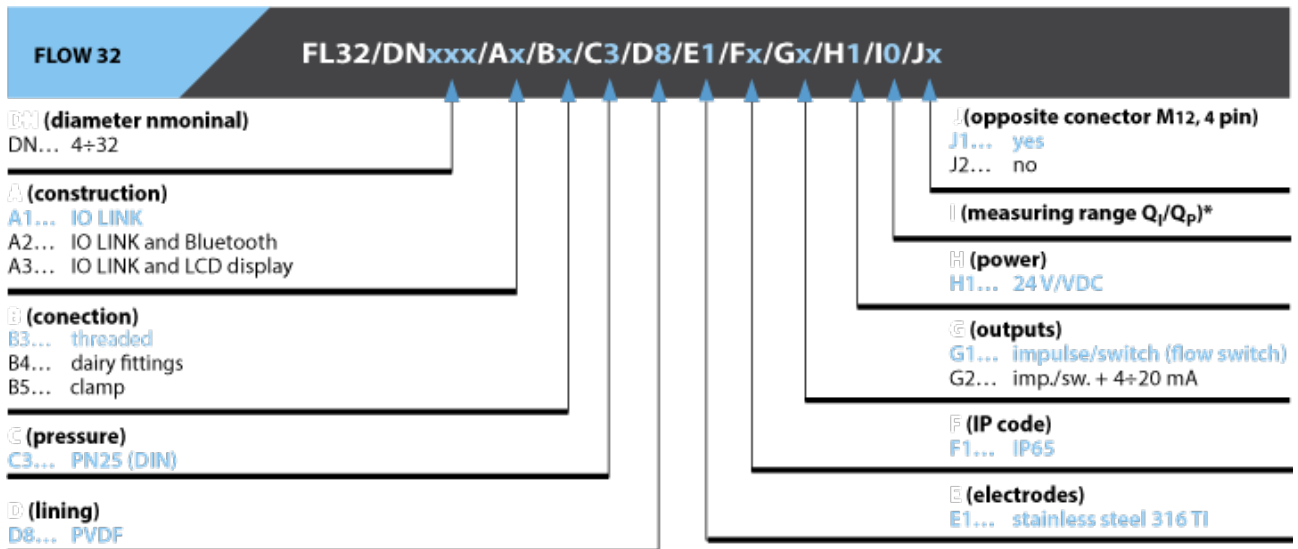 FLOW 32
FL32/DNxxx/Ax/Bx/C3/D8/E1/Fx/Gx/H1/I0/Jx
DN (diameter nmoninal)
DN... 4÷32
A (construction)
A1... IO LINK
A2... IO LINK and Bluetooth
A3... IO LINK and LCD display
B (conection)
B3... threaded
B4... dairy fittings
B5... clamp
C (pressure)
C3... PN25 (DIN)
D (lining)
D8... PVDF
J (opposite conector M12, 4 pin)
J1... yes
J2... no
I (measuring range QI/QP)*
H (power)
H1... 24 V/VDC
G (outputs)
G1... impulse/switch (flow switch)
G2... imp./sw. + 4÷20 mA
F (IP code)
F1... IP65
E (electrodes)
E1... stainless steel 316 TI